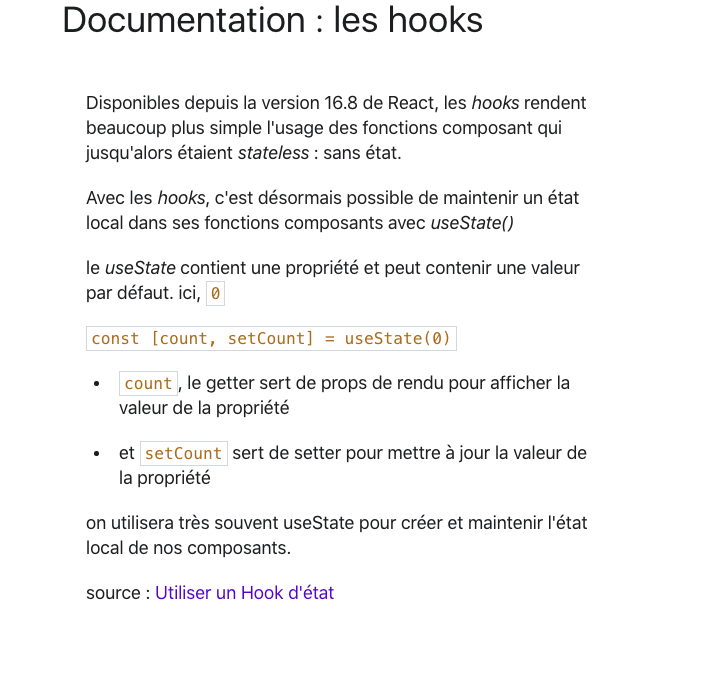 Documentation : les hooks
Disponibles depuis la version 16.8 de React, les hooks rendent
beaucoup plus simple l'usage des fonctions composant qui
jusqu'alors étaient stateless : sans état.
Avec les hooks, c'est désormais possible de maintenir un état
local dans ses fonctions composants avec useState()
le useState contient une propriété et peut contenir une valeur
par défaut. ici, 0
const [count, setCount] = useState(0)
• count, le getter sert de props de rendu pour afficher la
valeur de la propriété
• et setCount sert de setter pour mettre à jour la valeur de
la propriété
on utilisera très souvent useState pour créer et maintenir l'état
local de nos composants.
source : Utiliser un Hook d'état